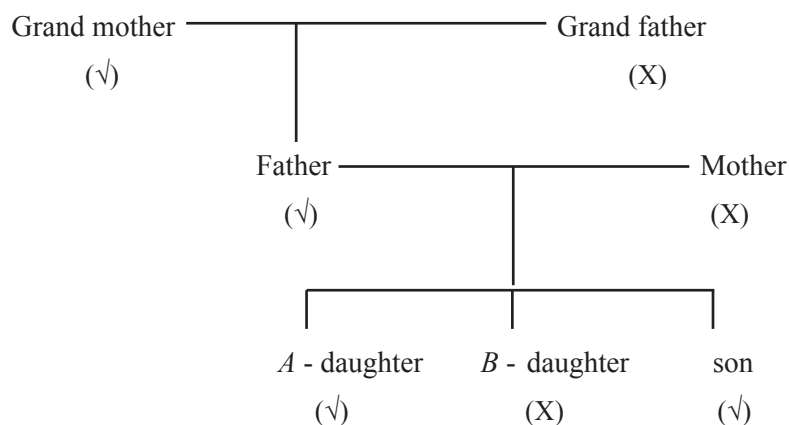 Grand mother Grand father
(√) (X)
Father Mother
(√) (X)
A - daughter B - daughter son
(√) (X) (√)